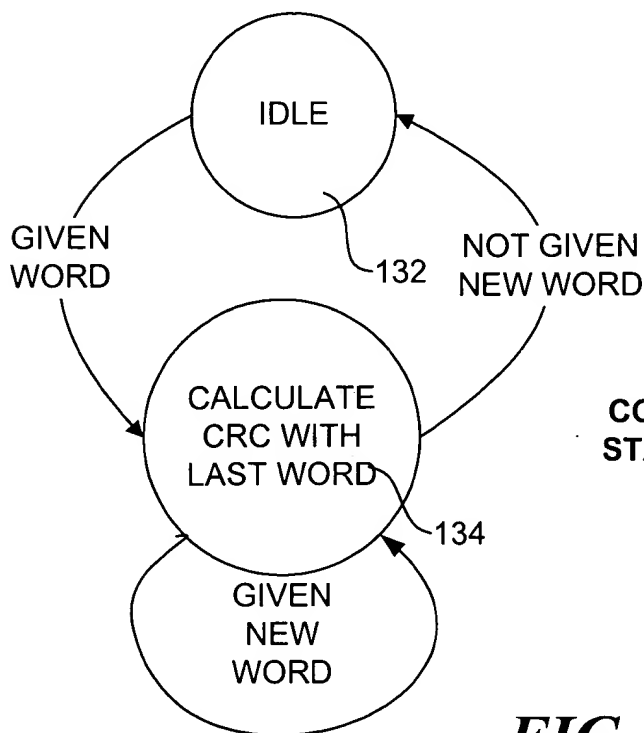 IDLE
GIVEN
WORD
132
NOT GIVEN
NEW WORD
CALCULATE
CRC WITH
LAST WORD
134
GIVEN
NEW
WORD